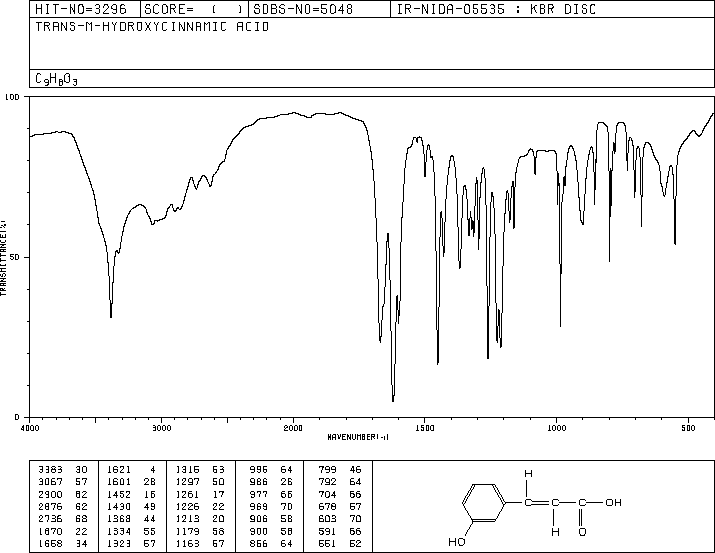 HIT-NO=3296 SCORE= ( ) SDBS-NO=5048 IR-NIDA-05535 : KBR DISC
TRANS-M-HYDROXYCINNAMIC ACID
C9H8O3
100
50
0
TRANSMITTANCE(%)
4000 3000 2000 1500 1000 500
WAVENUMBER(-1)
3383 30 1621 4 1316 53 996 64 799 46
3067 57 1601 28 1297 50 986 26 792 64
2900 62 1452 16 1261 17 977 66 704 66
2876 62 1430 49 1226 22 969 70 678 57
2736 68 1368 44 1213 20 906 58 603 70
1670 22 1334 55 1179 58 900 58 591 66
1658 34 1323 57 1163 57 856 64 551 52
H
HO
H
O
OH